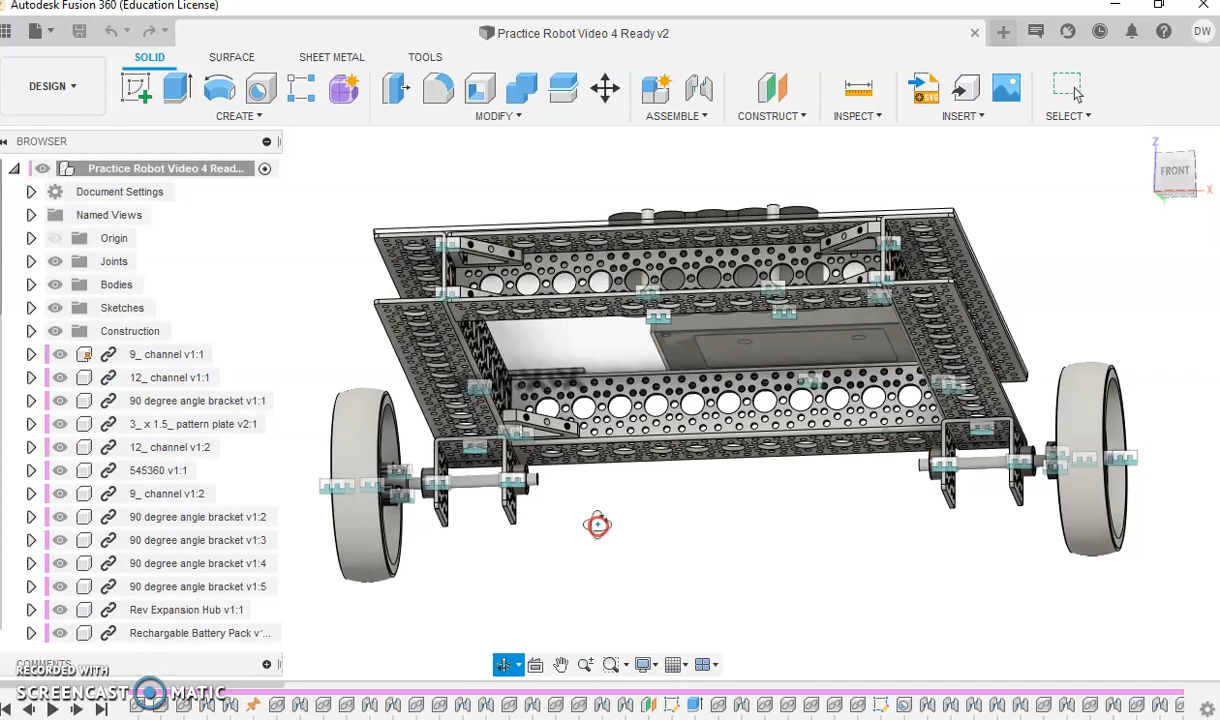 Autodesk Fusion 360 (Education License)
Practice Robot Video 4 Ready v2
DW
SOLID SURFACE SHEET METAL TOOLS
DESIGN
SVG
CREATE MODIFY ASSEMBLE CONSTRUCT INSPECT INSERT SELECT
BROWSER
Z
FRONT
X
Practice Robot Video 4 Read...
Document Settings
Named Views
Origin
Joints
Bodies
Sketches
Construction
9_ channel v1:1
12_ channel v1:1
90 degree angle bracket v1:1
3_ x 1.5_ pattern plate v2:1
12_ channel v1:2
545360 v1:1
9_ channel v1:2
90 degree angle bracket v1:2
90 degree angle bracket v1:3
90 degree angle bracket v1:4
90 degree angle bracket v1:5
Rev Expansion Hub v1:1
Rechargable Battery Pack v'...
COMMENTS
RECORDED WITH
SCREENCAST MATIC